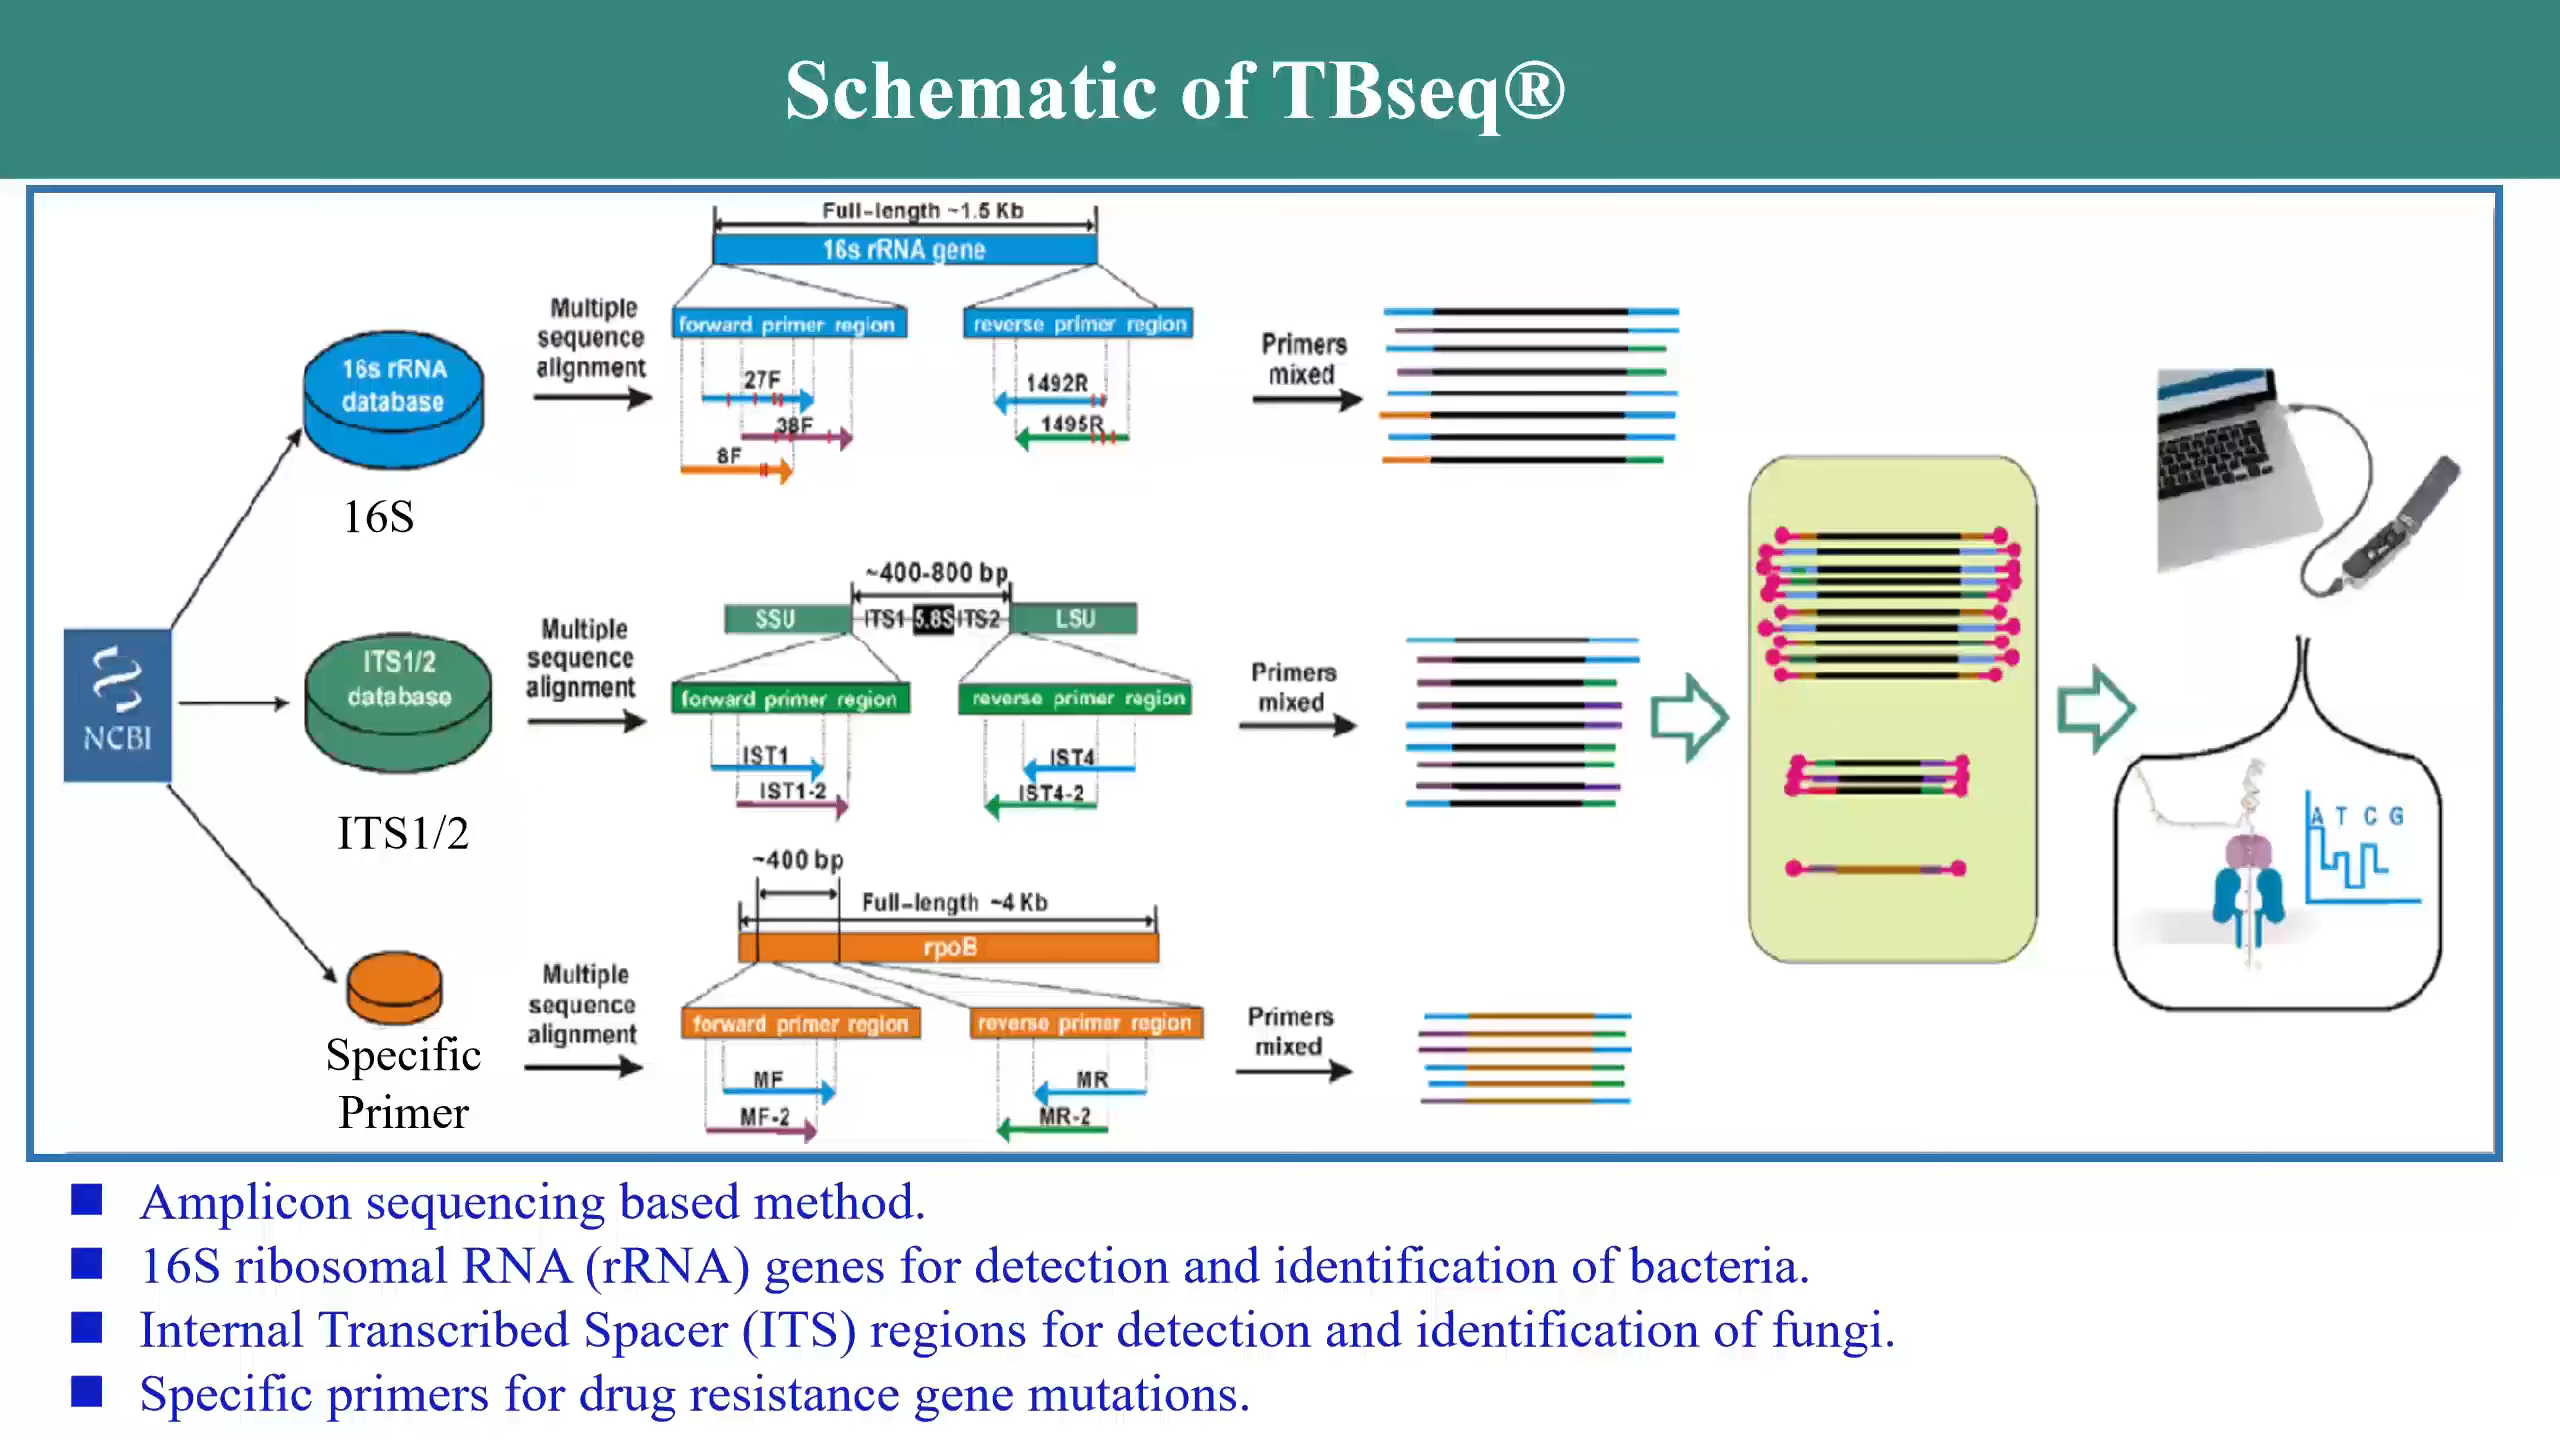 Schematic of TBseq®
Full-length ~1.5 Kb
16s rRNA gene
Multiple
sequence
alignment
forward primer region
reverse primer region
16s rRNA
database
27F
38F
8F
1492R
1495R
Primers
mixed
16S
~400-800 bp
SSU
ITS1
5.8S
ITS2
LSU
Multiple
sequence
alignment
ITS1/2
database
forward primer region
reverse primer region
IST1
IST1-2
IST4
IST4-2
Primers
mixed
NCBI
ITS1/2
A T C G
~400 bp
Full-length ~4 Kb
rpoB
Multiple
sequence
alignment
forward primer region
reverse primer region
MF
MF-2
MR
MR-2
Primers
mixed
Specific
Primer
Amplicon sequencing based method.
16S ribosomal RNA (rRNA) genes for detection and identification of bacteria.
Internal Transcribed Spacer (ITS) regions for detection and identification of fungi.
Specific primers for drug resistance gene mutations.